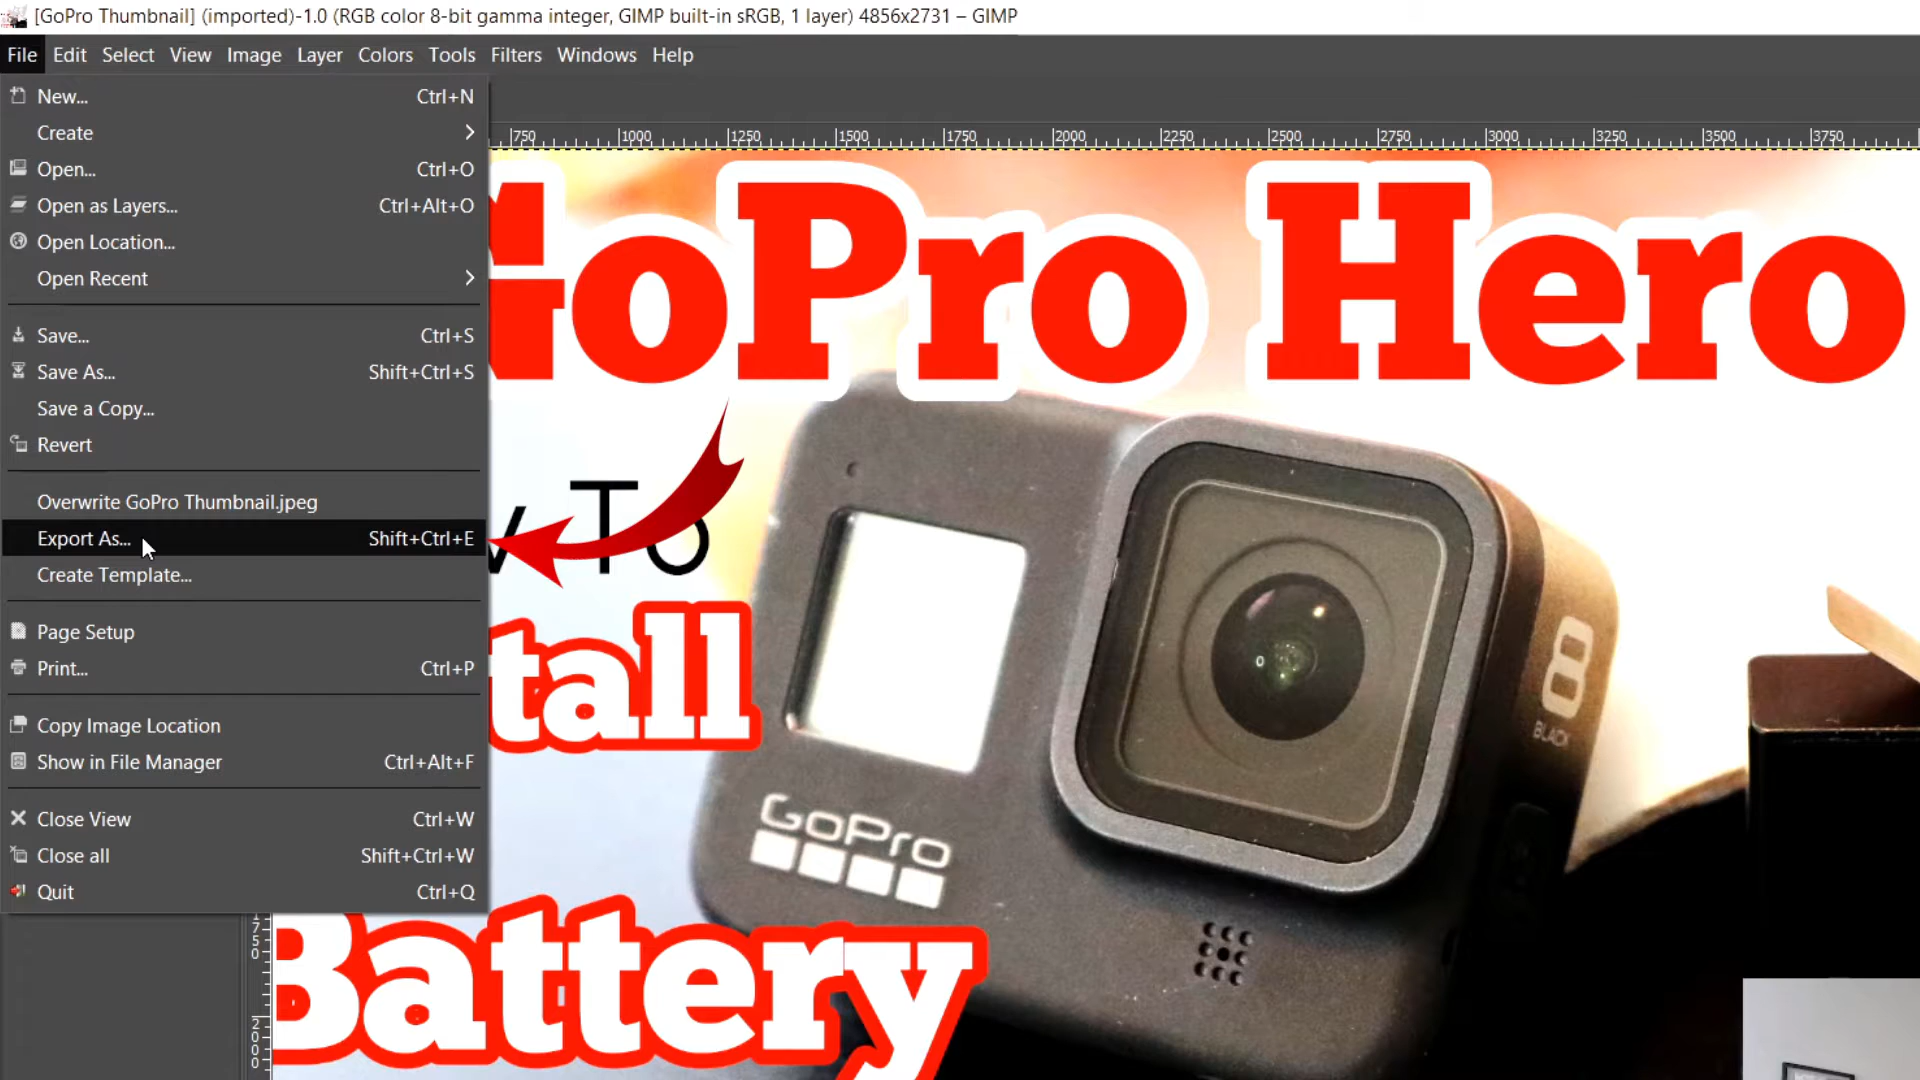 [GoPro Thumbnail] (imported)-1.0 (RGB color 8-bit gamma integer, GIMP built-in sRGB, 1 layer) 4856x2731 – GIMP
File Edit Select View Image Layer Colors Tools Filters Windows Help
New... Ctrl+N
Create
Open... Ctrl+O
Open as Layers... Ctrl+Alt+O
Open Location...
Open Recent
Save... Ctrl+S
Save As... Shift+Ctrl+S
Save a Copy...
Revert
Overwrite GoPro Thumbnail.jpeg
Export As... Shift+Ctrl+E
Create Template...
Page Setup
Print... Ctrl+P
Copy Image Location
Show in File Manager Ctrl+Alt+F
Close View Ctrl+W
Close all Shift+Ctrl+W
Quit Ctrl+Q
750 1000 1250 1500 1750 2000 2250 2500 2750 3000 3250 3500 3750
GoPro Hero
w To
tall
Battery
8
BLACK
GoPro
1750
2000